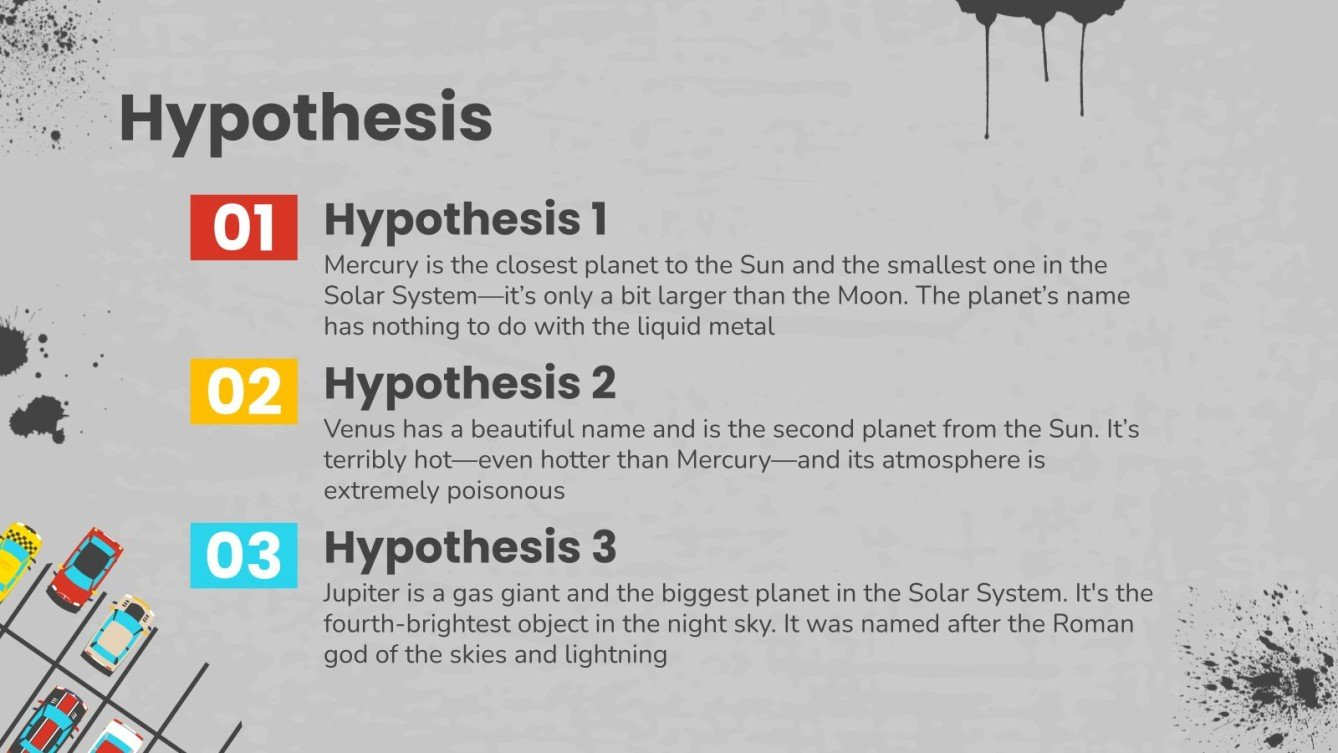 Hypothesis
01
Hypothesis 1
Mercury is the closest planet to the Sun and the smallest one in the
Solar System—it’s only a bit larger than the Moon. The planet’s name
has nothing to do with the liquid metal
02
Hypothesis 2
Venus has a beautiful name and is the second planet from the Sun. It’s
terribly hot—even hotter than Mercury—and its atmosphere is
extremely poisonous
03
Hypothesis 3
Jupiter is a gas giant and the biggest planet in the Solar System. It's the
fourth-brightest object in the night sky. It was named after the Roman
god of the skies and lightning